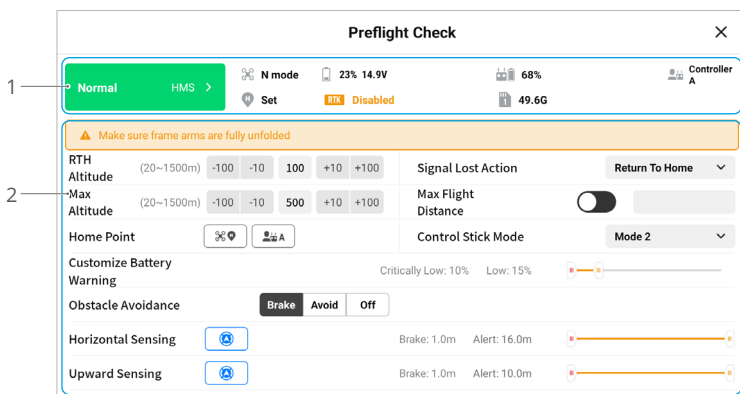 Preflight Check
1
Normal HMS >
N mode 23% 14.9V 68% Controller A
H Set RTK Disabled 1 49.6G
Make sure frame arms are fully unfolded
2
RTH Altitude (20~1500m) -100 -10 100 +10 +100 Signal Lost Action Return To Home
Max Altitude (20~1500m) -100 -10 500 +10 +100 Max Flight Distance
Home Point A Control Stick Mode Mode 2
Customize Battery Warning Critically Low: 10% Low: 15%
Obstacle Avoidance Brake Avoid Off
Horizontal Sensing Brake: 1.0m Alert: 16.0m
Upward Sensing Brake: 1.0m Alert: 10.0m